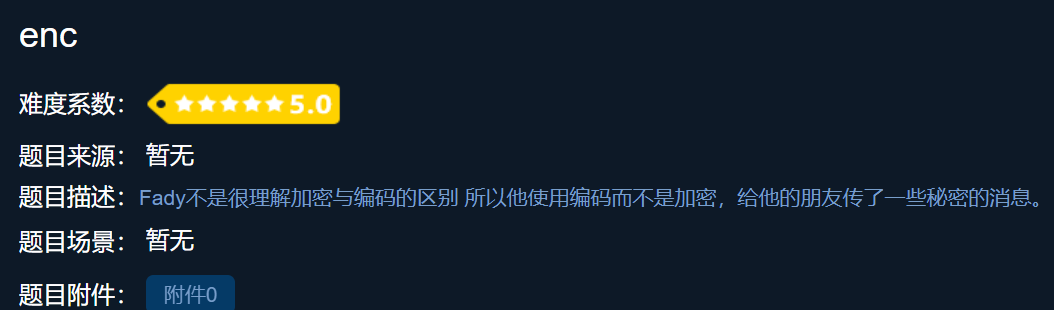 enc
难度系数： 5.0
题目来源： 暂无
题目描述：Fady不是很理解加密与编码的区别 所以他使用编码而不是加密，给他的朋友传了一些秘密的消息。
题目场景： 暂无
题目附件： 附件0